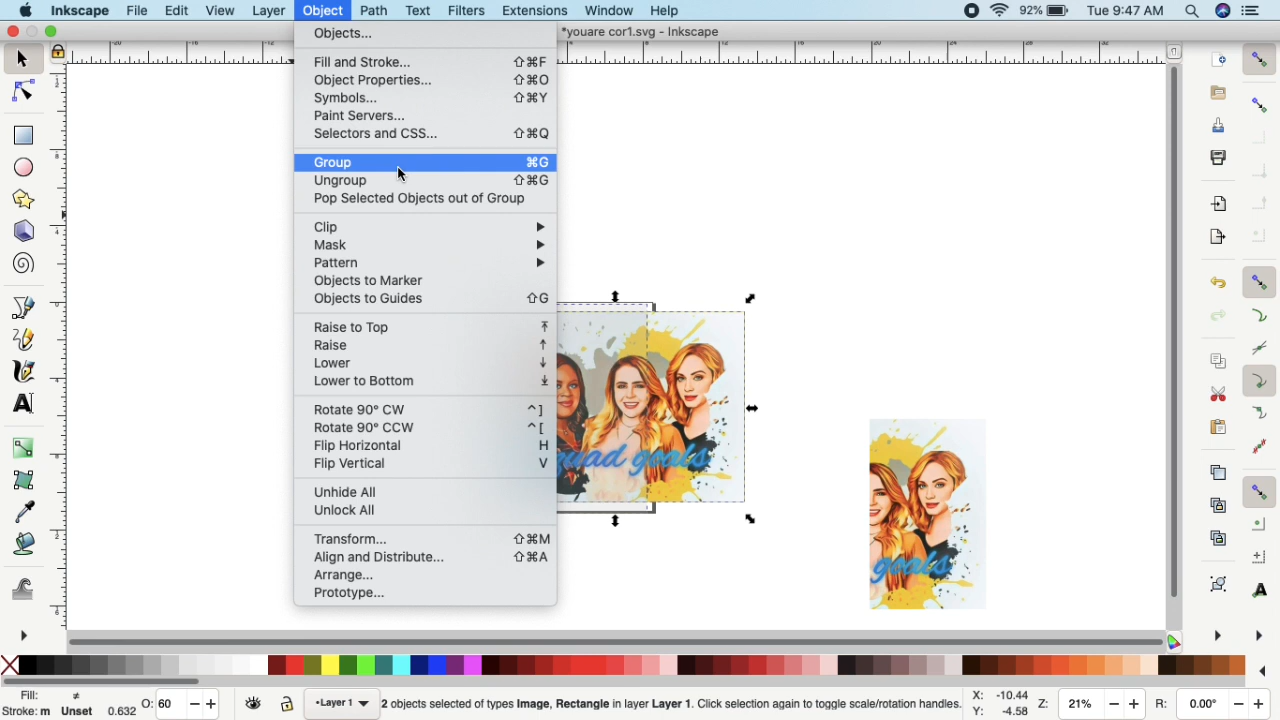 Inkscape File Edit View Layer Object Path Text Filters Extensions Window Help 92% Tue 9:47 AM
*youare cor1.svg - Inkscape
Objects...
Fill and Stroke... ⇧⌘F
Object Properties... ⇧⌘O
Symbols... ⇧⌘Y
Paint Servers...
Selectors and CSS... ⇧⌘Q
Group ⌘G
Ungroup ⇧⌘G
Pop Selected Objects out of Group
Clip
Mask
Pattern
Objects to Marker
Objects to Guides ⇧G
Raise to Top
Raise
Lower
Lower to Bottom
Rotate 90° CW ^]
Rotate 90° CCW ^[
Flip Horizontal H
Flip Vertical V
Unhide All
Unlock All
Transform... ⇧⌘M
Align and Distribute... ⇧⌘A
Arrange...
Prototype...
quad goals
goals
Fill:
Stroke: m Unset 0.632 O: 60 •Layer 1 2 objects selected of types Image, Rectangle in layer Layer 1. Click selection again to toggle scale/rotation handles. X: -10.44 Y: -4.58 Z: 21% R: 0.00°